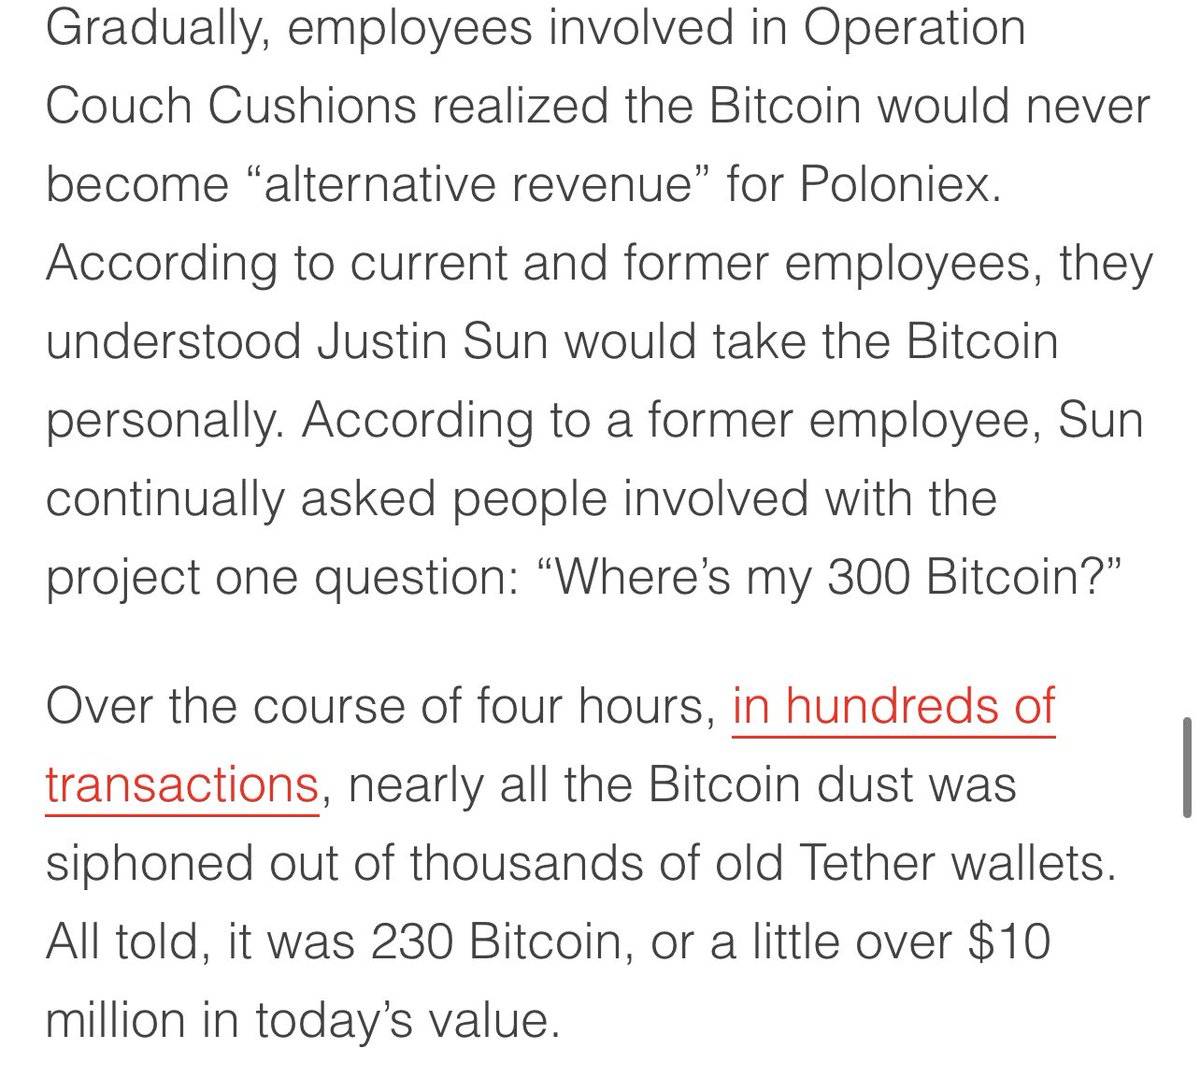 Gradually, employees involved in Operation
Couch Cushions realized the Bitcoin would never
become “alternative revenue” for Poloniex.
According to current and former employees, they
understood Justin Sun would take the Bitcoin
personally. According to a former employee, Sun
continually asked people involved with the
project one question: “Where’s my 300 Bitcoin?”
Over the course of four hours, in hundreds of
transactions, nearly all the Bitcoin dust was
siphoned out of thousands of old Tether wallets.
All told, it was 230 Bitcoin, or a little over $10
million in today’s value.